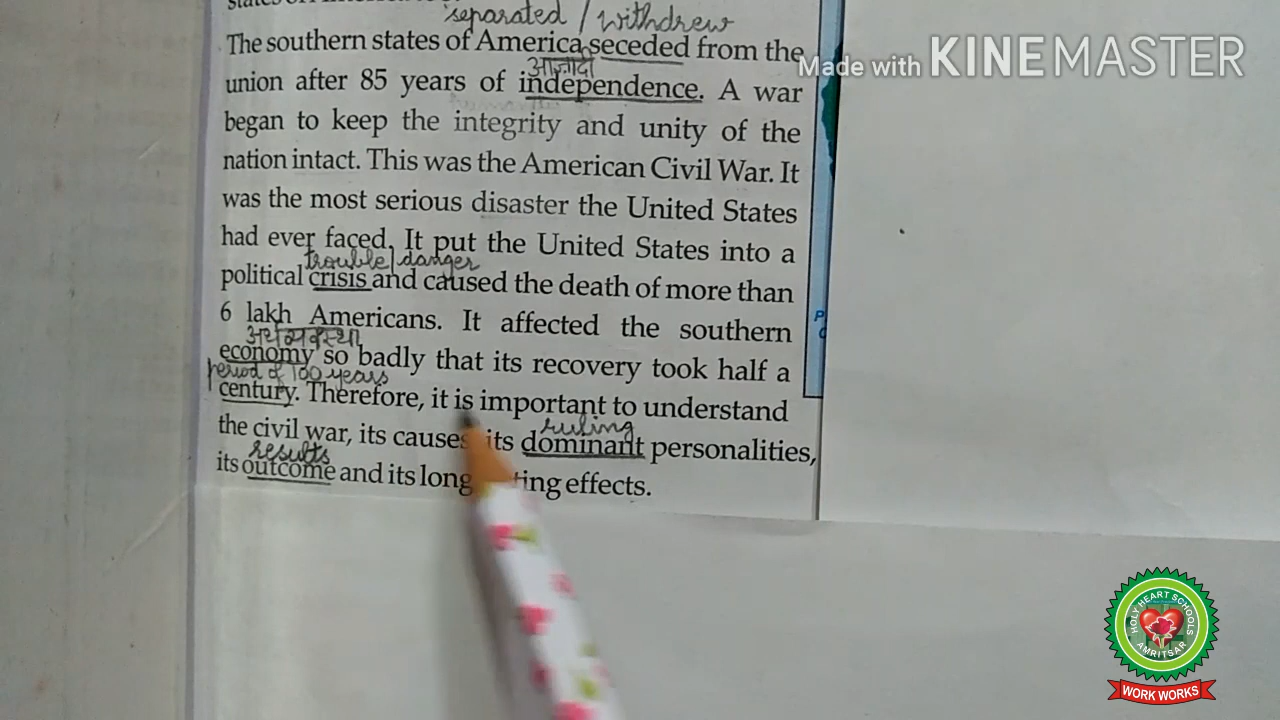 separated / withdrew
The southern states of America seceded from the
आज़ादी
union after 85 years of independence. A war
began to keep the integrity and unity of the
nation intact. This was the American Civil War. It
was the most serious disaster the United States
had ever faced. It put the United States into a
trouble/danger
political crisis and caused the death of more than
6 lakh Americans. It affected the southern
अर्थव्यवस्था
economy so badly that its recovery took half a
period of 100 years
century. Therefore, it is important to understand
ruling
the civil war, its causes, its dominant personalities,
results
its outcome and its long effects.
Made with KINEMASTER
HOLY HEART SCHOOLS
AMRITSAR
WORK WORKS